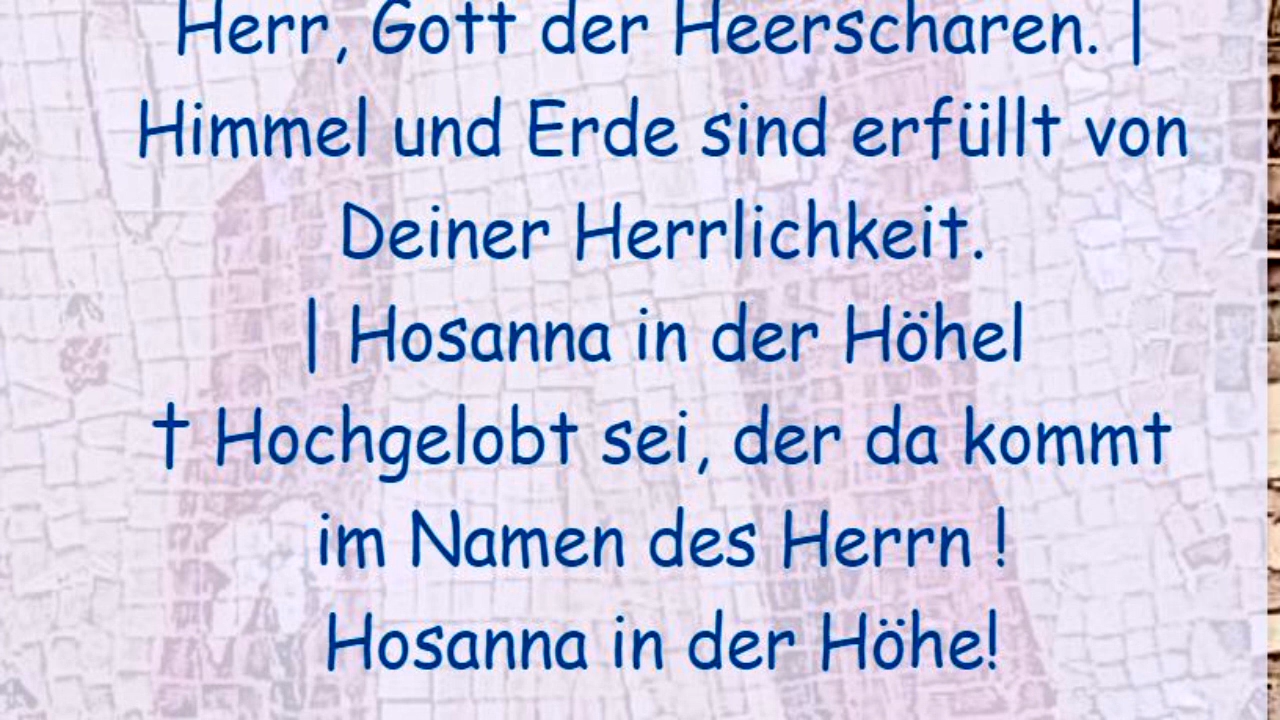 Herr, Gott der Heerscharen. |
Himmel und Erde sind erfüllt von
Deiner Herrlichkeit.
| Hosanna in der Höhel
† Hochgelobt sei, der da kommt
im Namen des Herrn !
Hosanna in der Höhe!